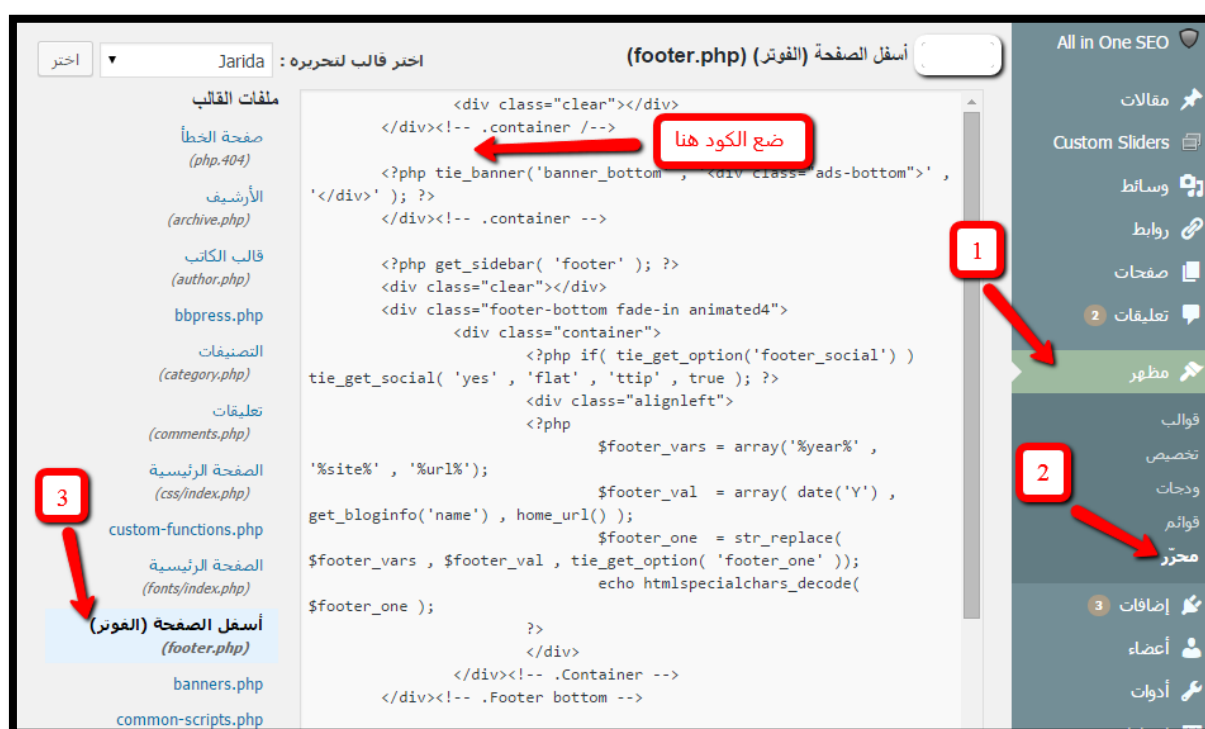 All in One SEO
مقالات
Custom Sliders
وسائط
روابط
صفحات
تعليقات 2
مظهر
قوالب
تخصيص
ودجات
قوائم
محرّر
إضافات 3
أعضاء
أدوات
1
2
أسفل الصفحة (الفوتر) (footer.php)
اختر قالب لتحريره : Jarida اختر
<div class="clear"></div>
</div><!-- .container /-->
ضع الكود هنا
<?php tie_banner('banner_bottom' , '<div class="ads-bottom">' ,
'</div>' ); ?>
</div><!-- .container -->
<?php get_sidebar( 'footer' ); ?>
<div class="clear"></div>
<div class="footer-bottom fade-in animated4">
<div class="container">
<?php if( tie_get_option('footer_social') )
tie_get_social( 'yes' , 'flat' , 'ttip' , true ); ?>
<div class="alignleft">
<?php
$footer_vars = array('%year%' ,
'%site%' , '%url%');
$footer_val = array( date('Y') ,
get_bloginfo('name') , home_url() );
$footer_one = str_replace(
$footer_vars , $footer_val , tie_get_option( 'footer_one' ));
echo htmlspecialchars_decode(
$footer_one );
?>
</div>
</div><!-- .Container -->
</div><!-- .Footer bottom -->
ملفات القالب
صفحة الخطأ
(php.404)
الأرشيف
(archive.php)
قالب الكاتب
(author.php)
bbpress.php
التصنيفات
(category.php)
تعليقات
(comments.php)
الصفحة الرئيسية
(css/index.php)
3
custom-functions.php
الصفحة الرئيسية
(fonts/index.php)
أسفل الصفحة (الفوتر)
(footer.php)
banners.php
common-scripts.php